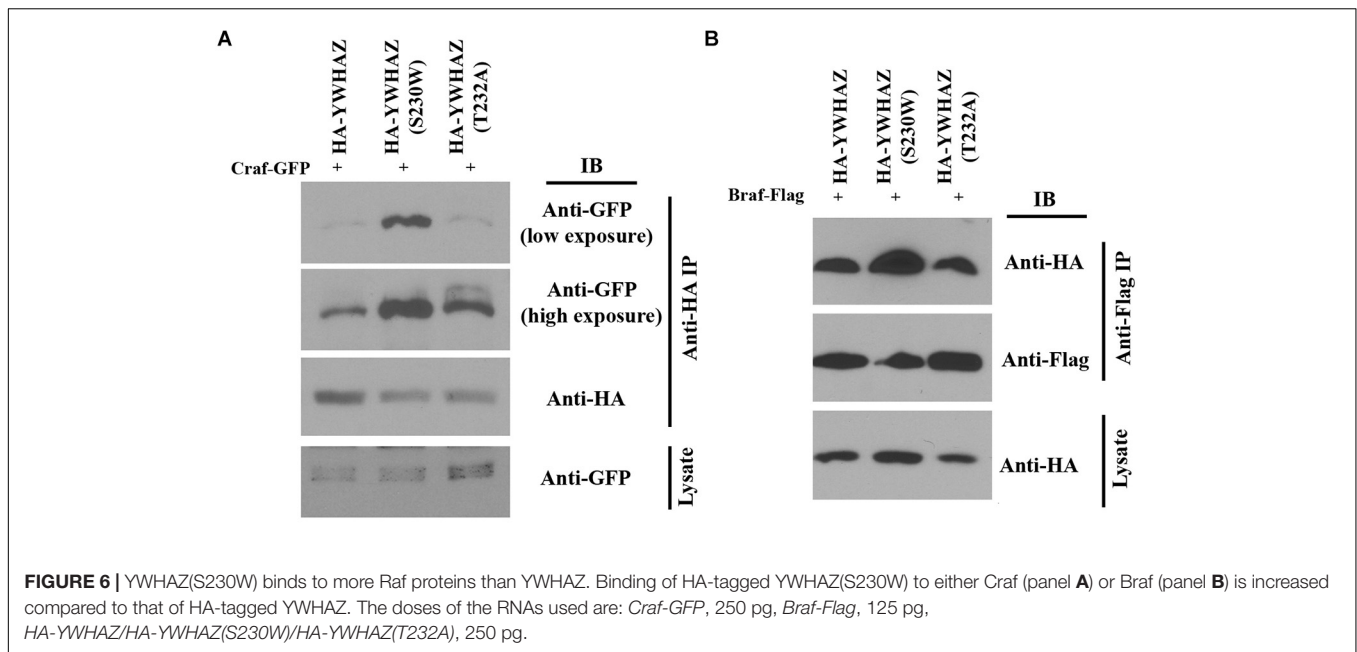 A
HA-YWHAZ
HA-YWHAZ
(S230W)
HA-YWHAZ
(T232A)
Craf-GFP + + +
IB
Anti-GFP
(low exposure)
Anti-GFP
(high exposure)
Anti-HA
Anti-HA IP
Anti-GFP
Lysate
B
HA-YWHAZ
HA-YWHAZ
(S230W)
HA-YWHAZ
(T232A)
Braf-Flag + + +
IB
Anti-HA
Anti-Flag
Anti-Flag IP
Anti-HA
Lysate
FIGURE 6 | YWHAZ(S230W) binds to more Raf proteins than YWHAZ. Binding of HA-tagged YWHAZ(S230W) to either Craf (panel A) or Braf (panel B) is increased
compared to that of HA-tagged YWHAZ. The doses of the RNAs used are: Craf-GFP, 250 pg, Braf-Flag, 125 pg,
HA-YWHAZ/HA-YWHAZ(S230W)/HA-YWHAZ(T232A), 250 pg.